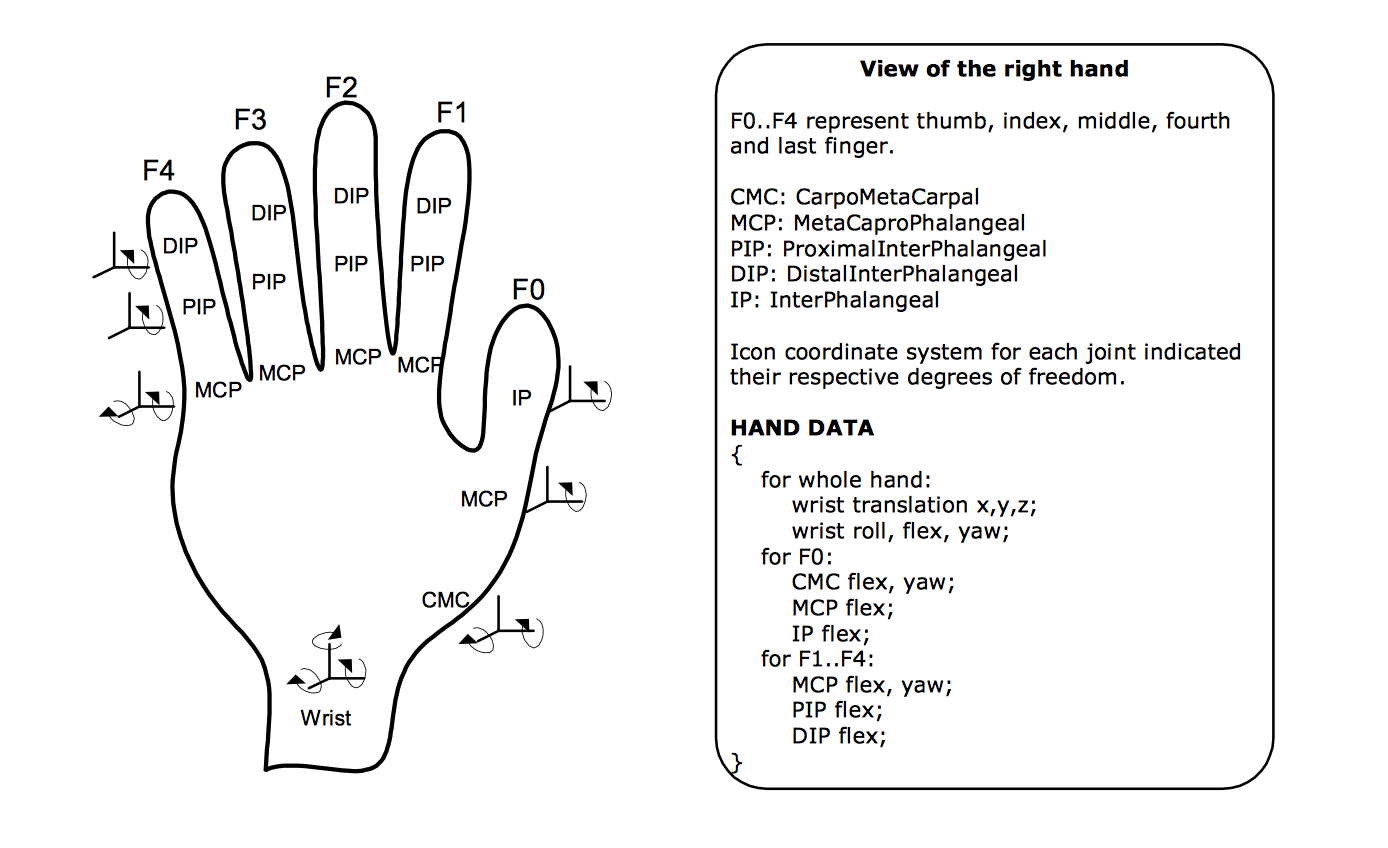 F2
F1
F3
F4
F0
DIP
DIP
DIP
DIP
PIP
PIP
PIP
PIP
MCP
MCP
MCP
MCP
IP
MCP
CMC
Wrist
View of the right hand
F0..F4 represent thumb, index, middle, fourth
and last finger.
CMC: CarpoMetaCarpal
MCP: MetaCaproPhalangeal
PIP: ProximalInterPhalangeal
DIP: DistalInterPhalangeal
IP: InterPhalangeal
Icon coordinate system for each joint indicated
their respective degrees of freedom.
HAND DATA
{
for whole hand:
wrist translation x,y,z;
wrist roll, flex, yaw;
for F0:
CMC flex, yaw;
MCP flex;
IP flex;
for F1..F4:
MCP flex, yaw;
PIP flex;
DIP flex;
}